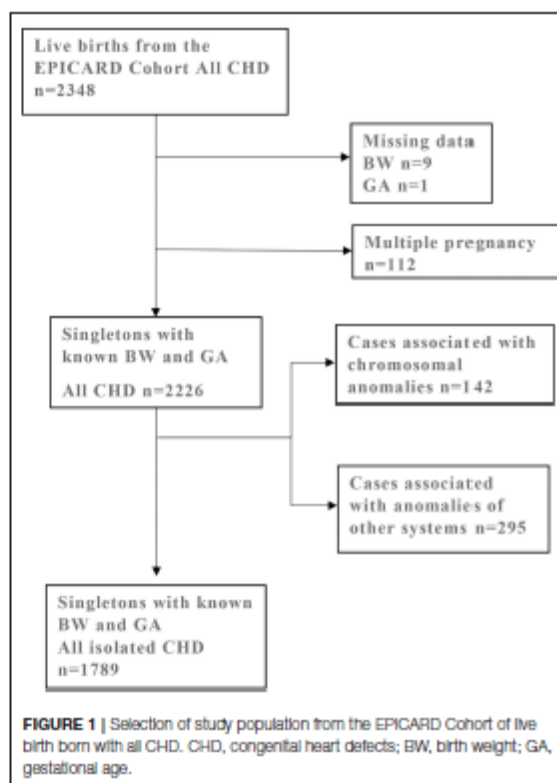 Live births from the
EPICARD Cohort All CHD
n=2348
Missing data
BW n=9
GA n=1
Multiple pregnancy
n=112
Singletons with
known BW and GA
All CHD n=2226
Cases associated with
chromosomal
anomalies n=142
Cases associated
with anomalies of
other systems n=295
Singletons with known
BW and GA
All isolated CHD
n=1789
FIGURE 1 | Selection of study population from the EPICARD Cohort of live
birth born with all CHD. CHD, congenital heart defects; BW, birth weight; GA,
gestational age.